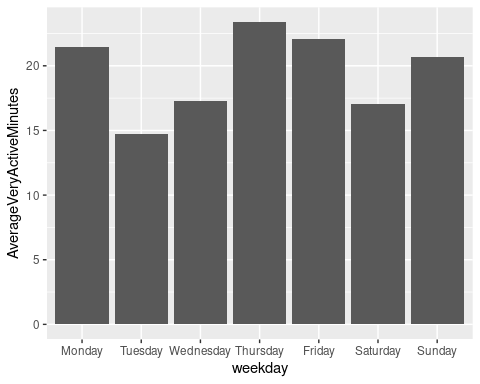 AverageVeryActiveMinutes
20
15
10
5
0
Monday Tuesday Wednesday Thursday Friday Saturday Sunday
weekday